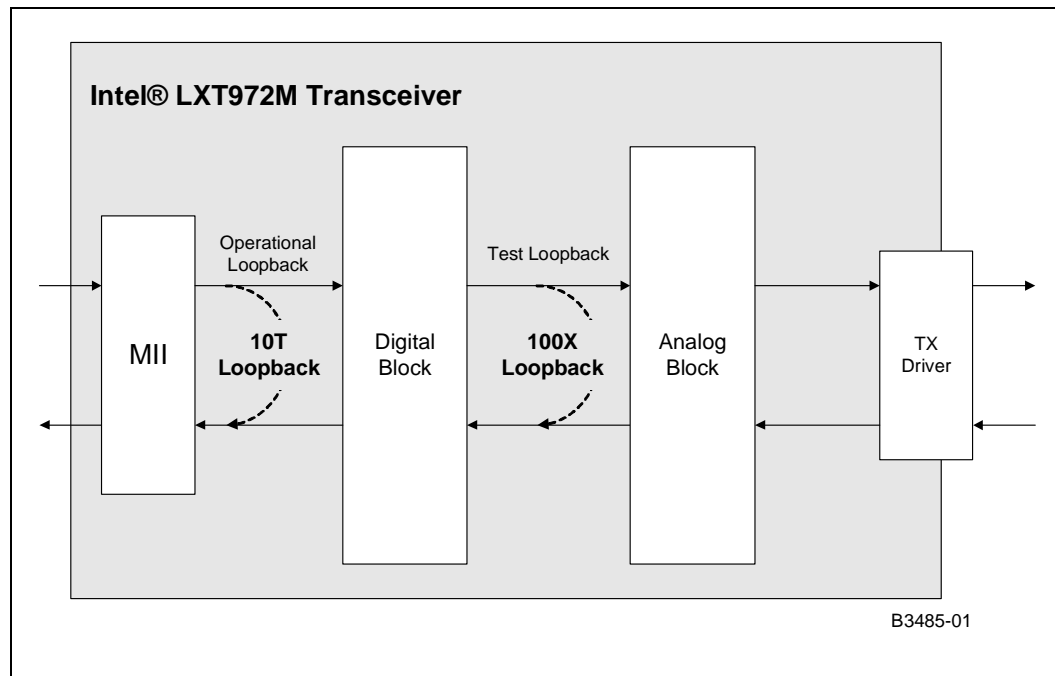 Intel® LXT972M Transceiver
Operational
Loopback
Test Loopback
MII
10T
Loopback
Digital
Block
100X
Loopback
Analog
Block
TX
Driver
B3485-01